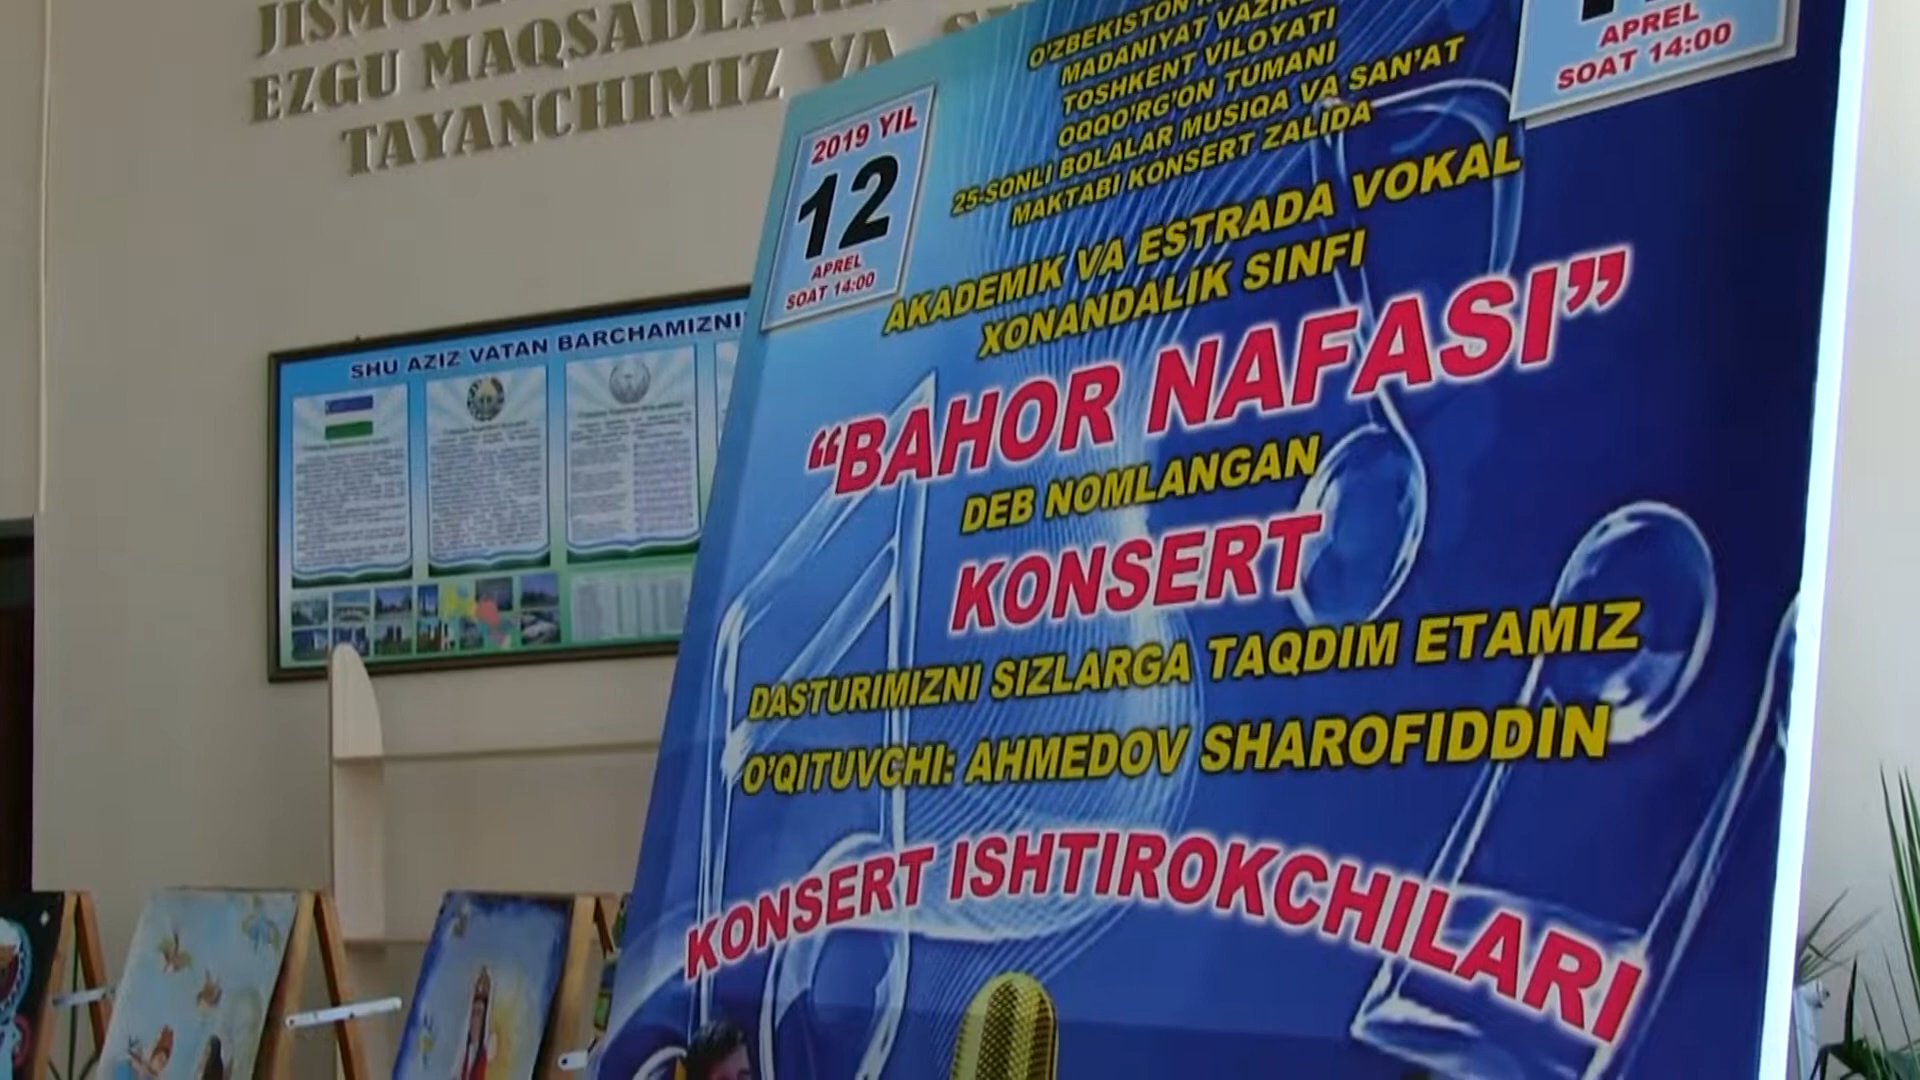 EZGU MAQSADLAR
TAYANCHIMIZ VA
SHU AZIZ VATAN BARCHAMIZNI
2019 YIL
12
APREL
SOAT 14:00
O'ZBEKISTON
MADANIYAT
TOSHKENT VILOYATI
OQQO'RG'ON TUMANI
25-SONLI BOLALAR MUSIQA VA SAN'AT
MAKTABI KONSERT ZALIDA
APREL
SOAT 14:00
AKADEMIK VA ESTRADA VOKAL
XONANDALIK SINFI
“BAHOR NAFASI”
DEB NOMLANGAN
KONSERT
DASTURIMIZNI SIZLARGA TAQDIM ETAMIZ
O'QITUVCHI: AHMEDOV SHAROFIDDIN
KONSERT ISHTIROKCHILARI